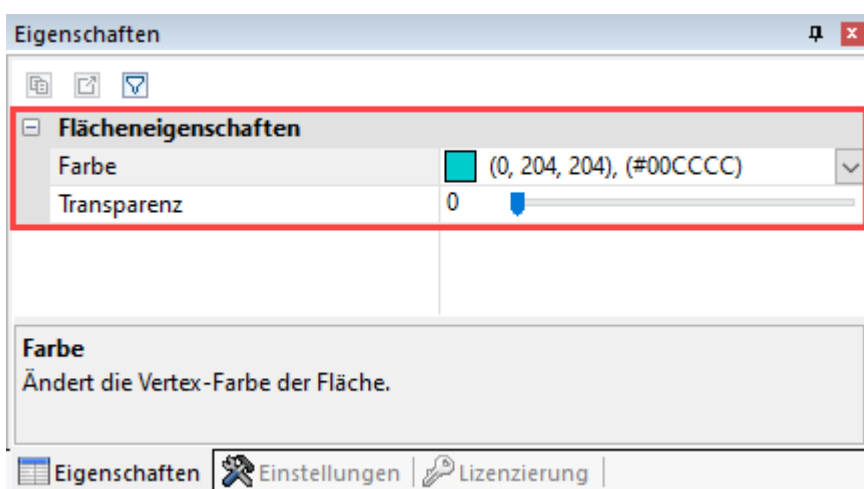 Eigenschaften
Flächeneigenschaften
Farbe (0, 204, 204), (#00CCCC)
Transparenz 0
Farbe
Ändert die Vertex-Farbe der Fläche.
Eigenschaften Einstellungen Lizenzierung